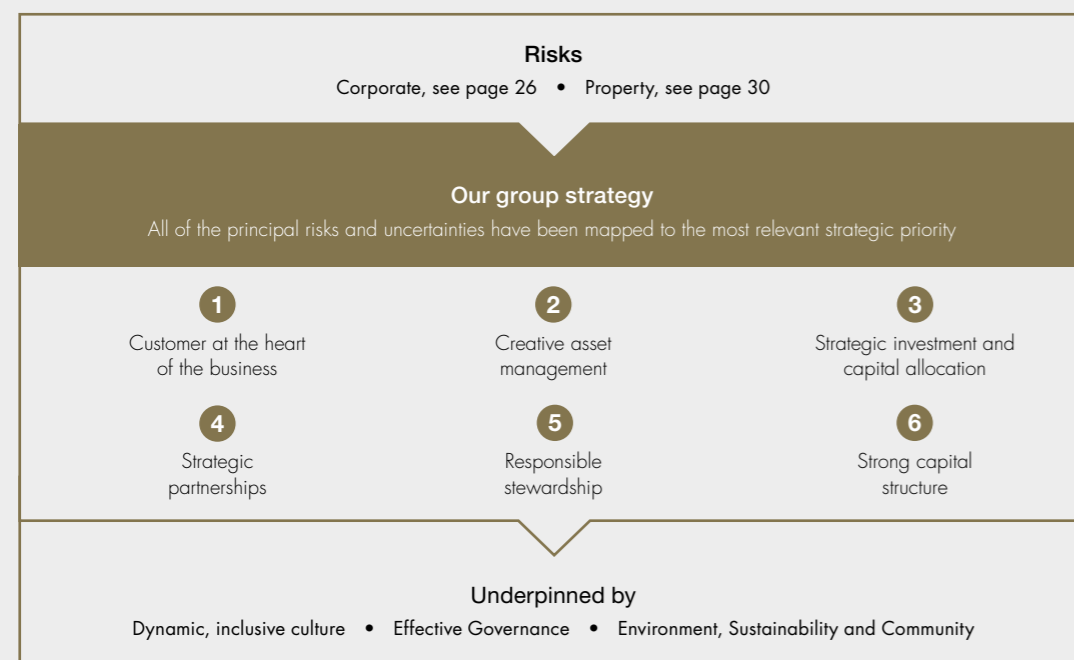 Risks
Corporate, see page 26 • Property, see page 30
Our group strategy
All of the principal risks and uncertainties have been mapped to the most relevant strategic priority
1
Customer at the heart
of the business
2
Creative asset
management
3
Strategic investment and
capital allocation
4
Strategic
partnerships
5
Responsible
stewardship
6
Strong capital
structure
Underpinned by
Dynamic, inclusive culture • Effective Governance • Environment, Sustainability and Community